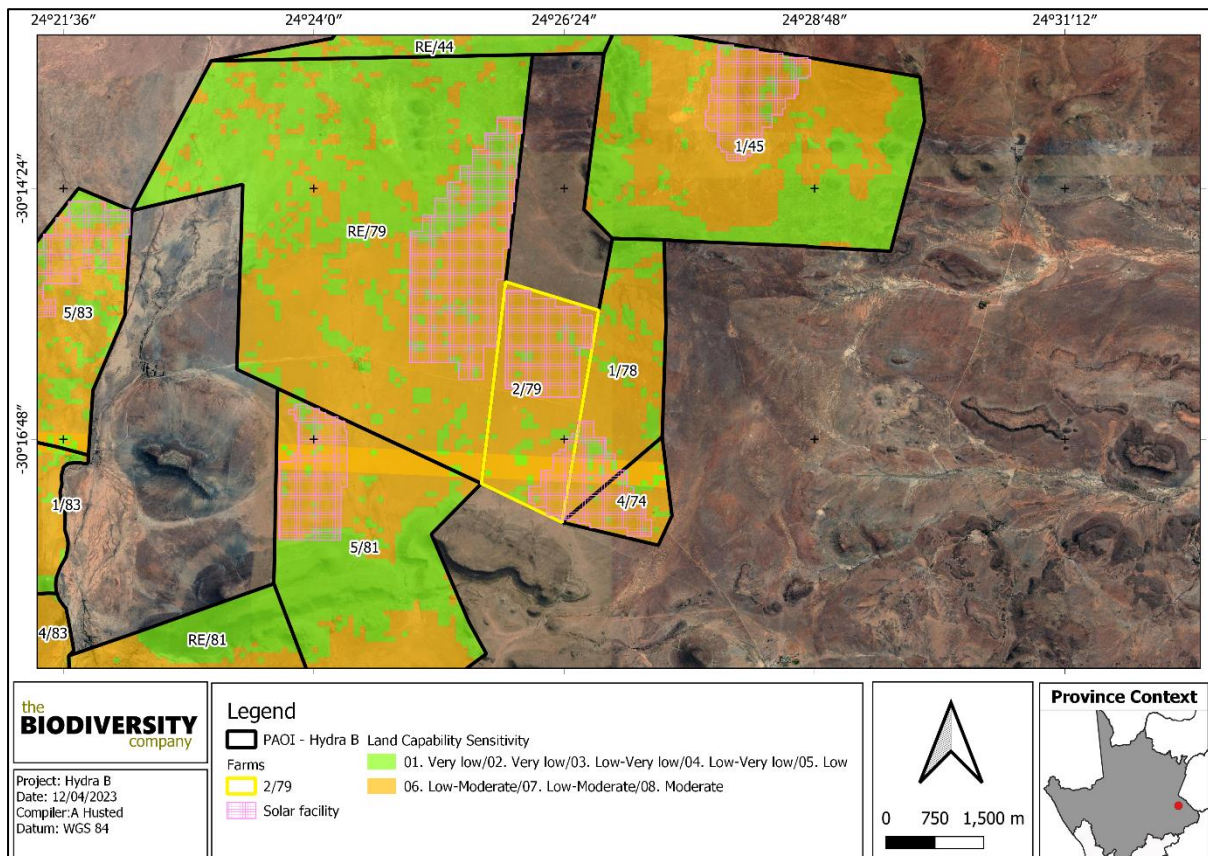 24°21′36″ 24°24′0″ 24°26′24″ 24°28′48″ 24°31′12″
RE/44
1/45
-30°14′24″
RE/79
5/83
1/78
2/79
-30°16′48″
1/83
4/74
5/81
4/83
RE/81
the
BIODIVERSITY
company
Project: Hydra B
Date: 12/04/2023
Compiler:A Husted
Datum: WGS 84
Legend
PAOI - Hydra B
Farms
2/79
Solar facility
Land Capability Sensitivity
01. Very low/02. Very low/03. Low-Very low/04. Low-Very low/05. Low
06. Low-Moderate/07. Low-Moderate/08. Moderate
0 750 1,500 m
Province Context